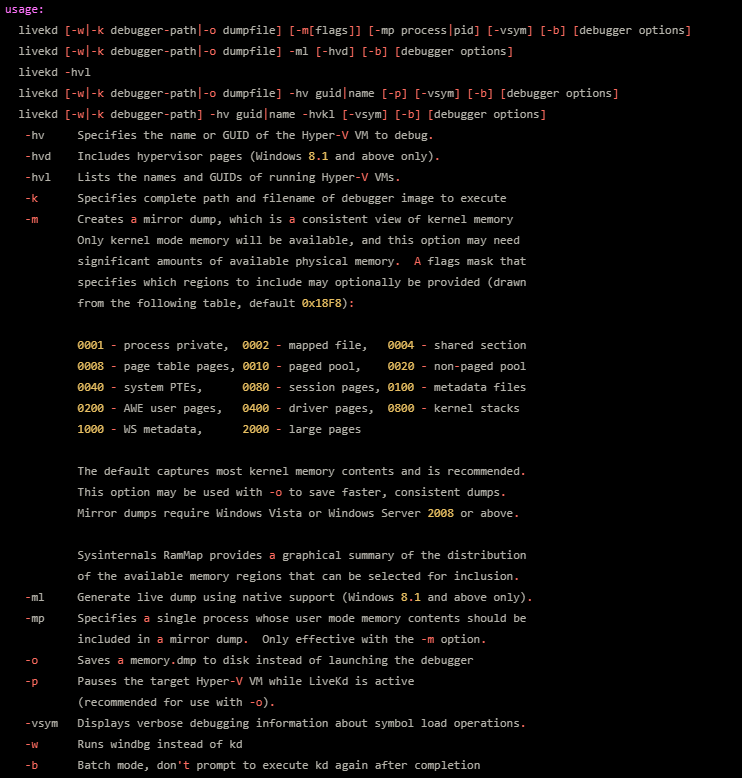 usage:
livekd [-w|-k debugger-path|-o dumpfile] [-m[flags]] [-mp process|pid] [-vsym] [-b] [debugger options]
livekd [-w|-k debugger-path|-o dumpfile] -ml [-hvd] [-b] [debugger options]
livekd -hvl
livekd [-w|-k debugger-path|-o dumpfile] -hv guid|name [-p] [-vsym] [-b] [debugger options]
livekd [-w|-k debugger-path] -hv guid|name -hvkl [-vsym] [-b] [debugger options]
-hv     Specifies the name or GUID of the Hyper-V VM to debug.
-hvd    Includes hypervisor pages (Windows 8.1 and above only).
-hvl    Lists the names and GUIDs of running Hyper-V VMs.
-k      Specifies complete path and filename of debugger image to execute
-m      Creates a mirror dump, which is a consistent view of kernel memory
Only kernel mode memory will be available, and this option may need
significant amounts of available physical memory.  A flags mask that
specifies which regions to include may optionally be provided (drawn
from the following table, default 0x18F8):
0001 - process private,  0002 - mapped file,   0004 - shared section
0008 - page table pages, 0010 - paged pool,    0020 - non-paged pool
0040 - system PTEs,      0080 - session pages, 0100 - metadata files
0200 - AWE user pages,   0400 - driver pages,  0800 - kernel stacks
1000 - WS metadata,      2000 - large pages
The default captures most kernel memory contents and is recommended.
This option may be used with -o to save faster, consistent dumps.
Mirror dumps require Windows Vista or Windows Server 2008 or above.
Sysinternals RamMap provides a graphical summary of the distribution
of the available memory regions that can be selected for inclusion.
-ml     Generate live dump using native support (Windows 8.1 and above only).
-mp     Specifies a single process whose user mode memory contents should be
included in a mirror dump.  Only effective with the -m option.
-o      Saves a memory.dmp to disk instead of launching the debugger
-p      Pauses the target Hyper-V VM while LiveKd is active
(recommended for use with -o).
-vsym   Displays verbose debugging information about symbol load operations.
-w      Runs windbg instead of kd
-b      Batch mode, don't prompt to execute kd again after completion